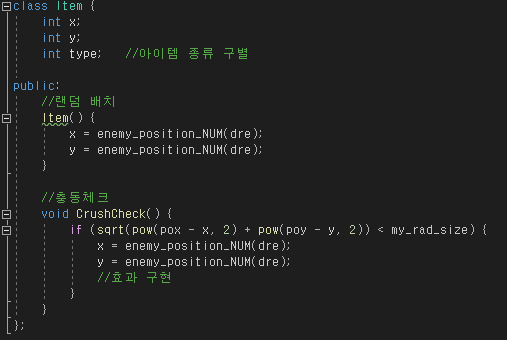 class Item {
    int x;
    int y;
    int type;   //아이템 종류 구별

public:
    //랜덤 배치
    Item() {
        x = enemy_position_NUM(dre);
        y = enemy_position_NUM(dre);
    }

    //충동체크
    void CrushCheck() {
        if (sqrt(pow(pox - x, 2) + pow(poy - y, 2)) < my_rad_size) {
            x = enemy_position_NUM(dre);
            y = enemy_position_NUM(dre);
            //효과 구현
        }
    }
};